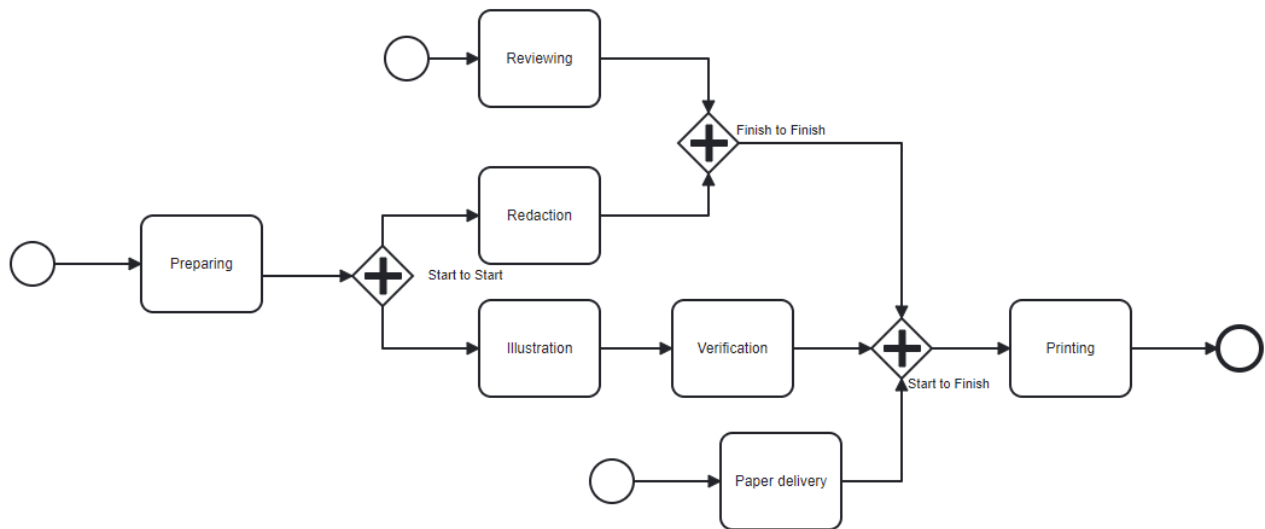 Reviewing
Finish to Finish
Redaction
Preparing
Start to Start
Illustration
Verification
Printing
Start to Finish
Paper delivery